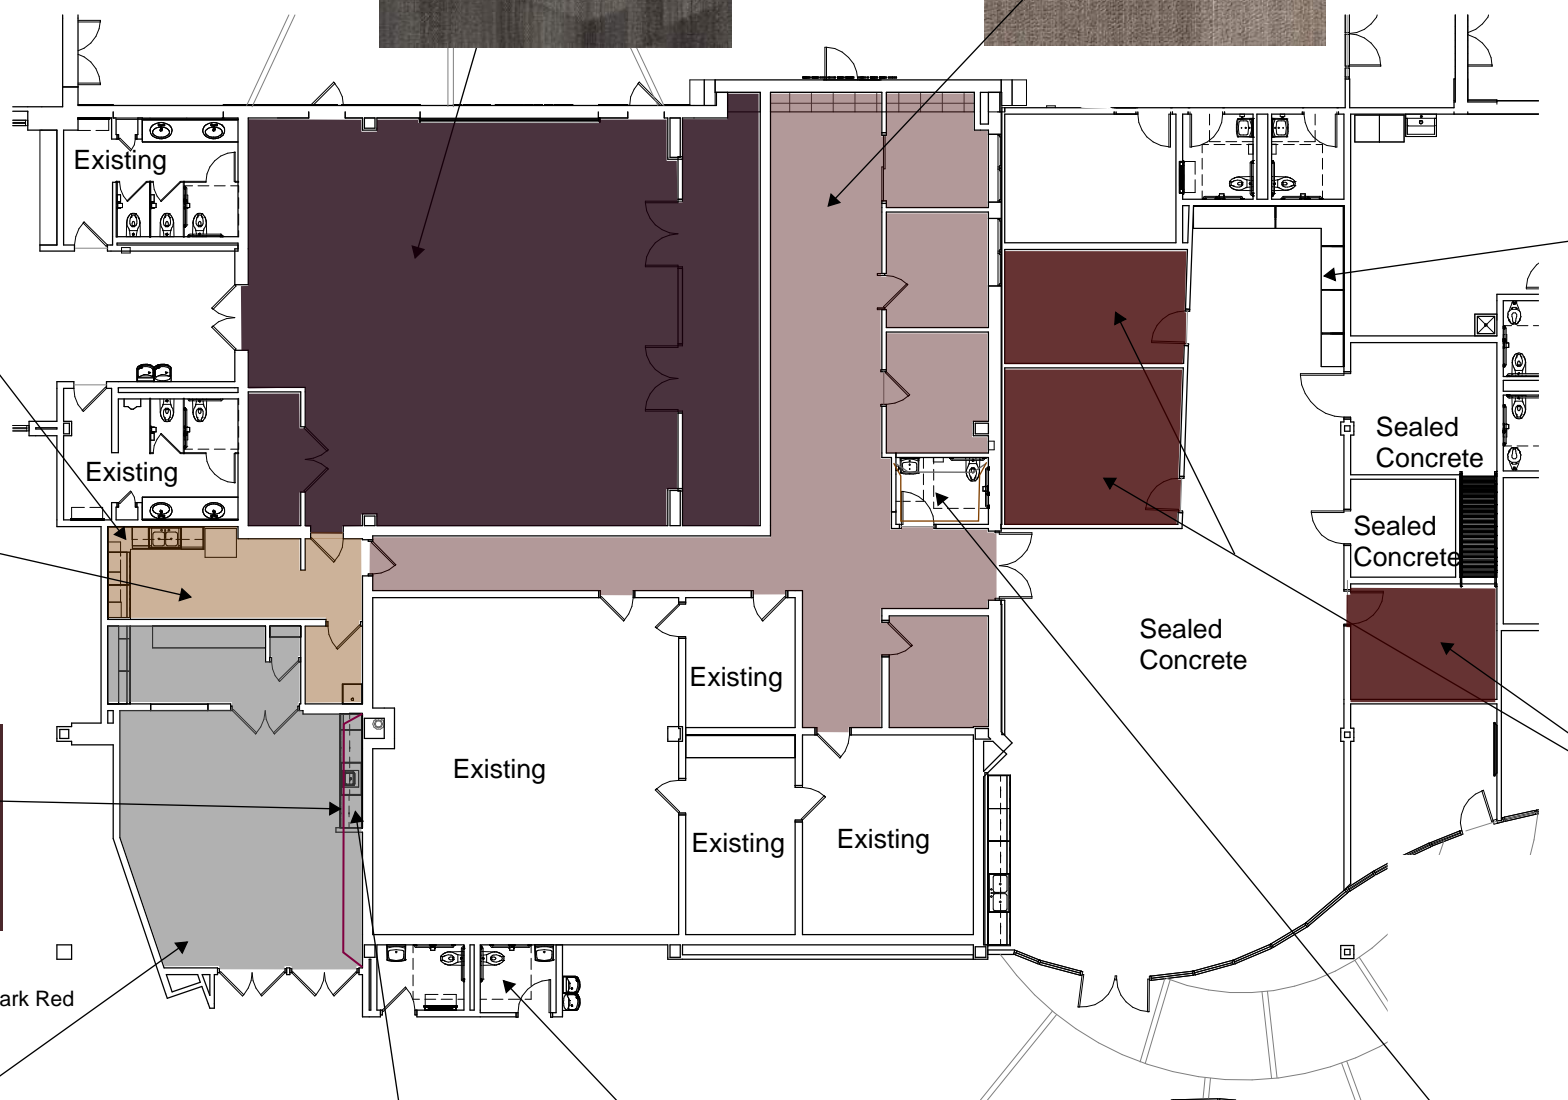 Existing
Existing
Sealed
Concrete
Sealed
Concrete
Sealed
Concrete
Existing
Existing
Existing
Existing
ark Red